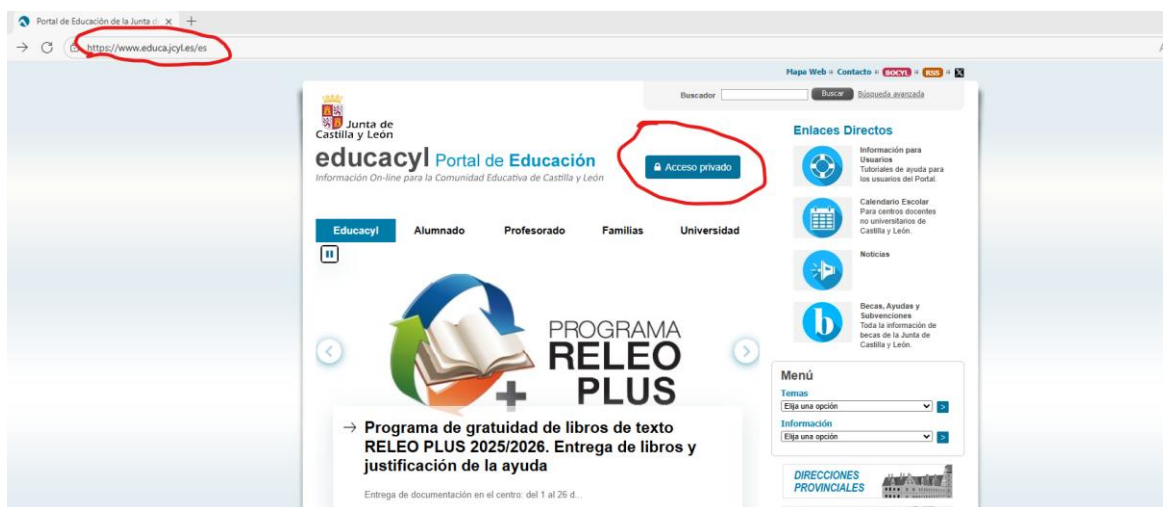 Portal de Educación de la Junta d
https://www.educa.jcyl.es/es
Mapa Web Contacto BOCYL RSS X
Buscador Buscar Búsqueda avanzada
Junta de
Castilla y León
educacyl Portal de Educación
Información On-line para la Comunidad Educativa de Castilla y León
Acceso privado
Educacyl Alumnado Profesorado Familias Universidad
PROGRAMA
RELEO
PLUS
→ Programa de gratuidad de libros de texto
RELEO PLUS 2025/2026. Entrega de libros y
justificación de la ayuda
Entrega de documentación en el centro: del 1 al 26 d...
Enlaces Directos
Información para
Usuarios
Tutoriales de ayuda para
los usuarios del Portal.
Calendario Escolar
Para centros docentes
no universitarios de
Castilla y León.
Noticias
b
Becas, Ayudas y
Subvenciones
Toda la información de
becas de la Junta de
Castilla y León.
Menú
Temas
Elija una opción >
Información
Elija una opción >
DIRECCIONES
PROVINCIALES